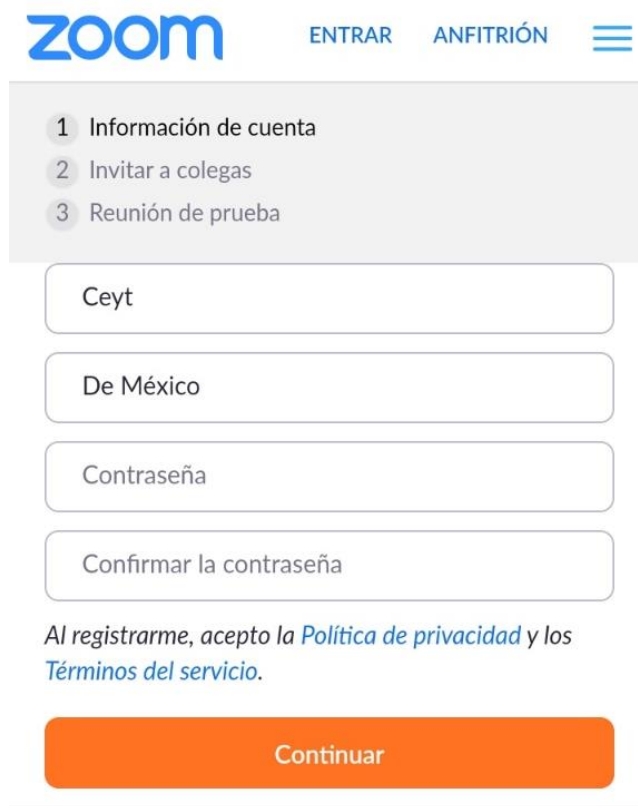 zoom ENTRAR ANFITRIÓN
1 Información de cuenta
2 Invitar a colegas
3 Reunión de prueba
Ceyt
De México
Contraseña
Confirmar la contraseña
Al registrarme, acepto la Política de privacidad y los
Términos del servicio.
Continuar